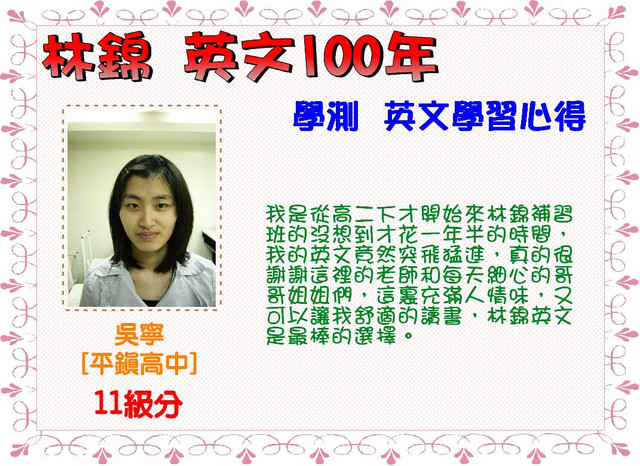 林錦 英文100年
學測 英文學習心得
我是從高二下才開始來林錦補習
班的沒想到才花一年半的時間，
我的英文竟然突飛猛進，真的很
謝謝這裡的老師和每天細心的哥
哥姐姐們，這裏充滿人情味，又
可以讓我舒適的讀書，林錦英文
是最棒的選擇。
吳寧
[平鎮高中]
11級分